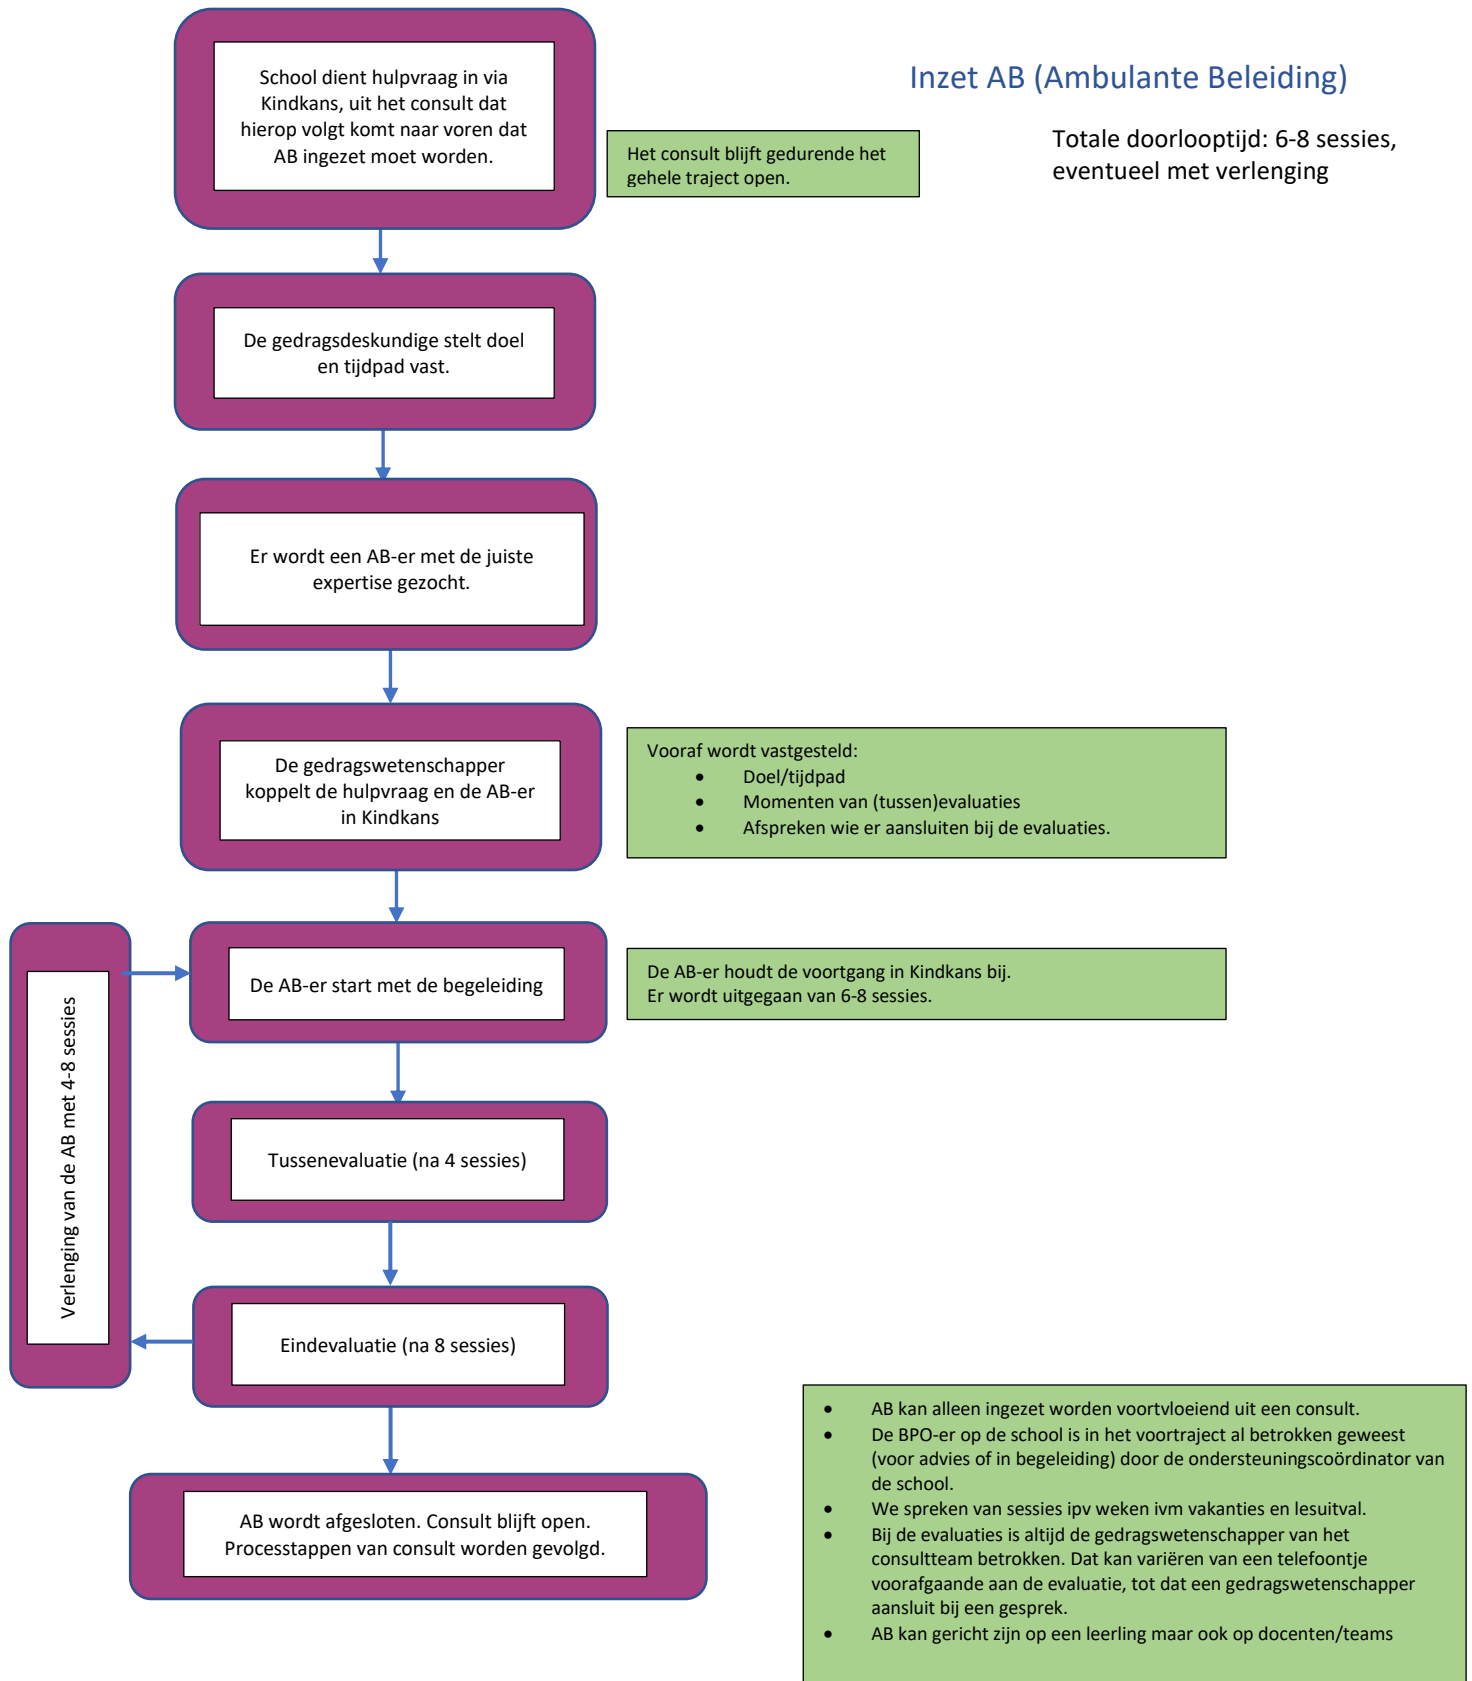 Inzet AB (Ambulante Beleiding)
Totale doorlooptijd: 6-8 sessies,
eventueel met verlenging
School dient hulpvraag in via
Kindkans, uit het consult dat
hierop volgt komt naar voren dat
AB ingezet moet worden.
Het consult blijft gedurende het
gehele traject open.
De gedragsdeskundige stelt doel
en tijdpad vast.
Er wordt een AB-er met de juiste
expertise gezocht.
De gedragswetenschapper
koppelt de hulpvraag en de AB-er
in Kindkans
Vooraf wordt vastgesteld:
• Doel/tijdpad
• Momenten van (tussen)evaluaties
• Afspreken wie er aansluiten bij de evaluaties.
De AB-er start met de begeleiding
De AB-er houdt de voortgang in Kindkans bij.
Er wordt uitgegaan van 6-8 sessies.
Verlenging van de AB met 4-8 sessies
Tussenevaluatie (na 4 sessies)
Eindevaluatie (na 8 sessies)
AB wordt afgesloten. Consult blijft open.
Processtappen van consult worden gevolgd.
• AB kan alleen ingezet worden voortvloeiend uit een consult.
• De BPO-er op de school is in het voortraject al betrokken geweest
(voor advies of in begeleiding) door de ondersteuningscoördinator van
de school.
• We spreken van sessies ipv weken ivm vakanties en lesuitval.
• Bij de evaluaties is altijd de gedragswetenschapper van het
consultteam betrokken. Dat kan variëren van een telefoontje
voorafgaande aan de evaluatie, tot dat een gedragswetenschapper
aansluit bij een gesprek.
• AB kan gericht zijn op een leerling maar ook op docenten/teams